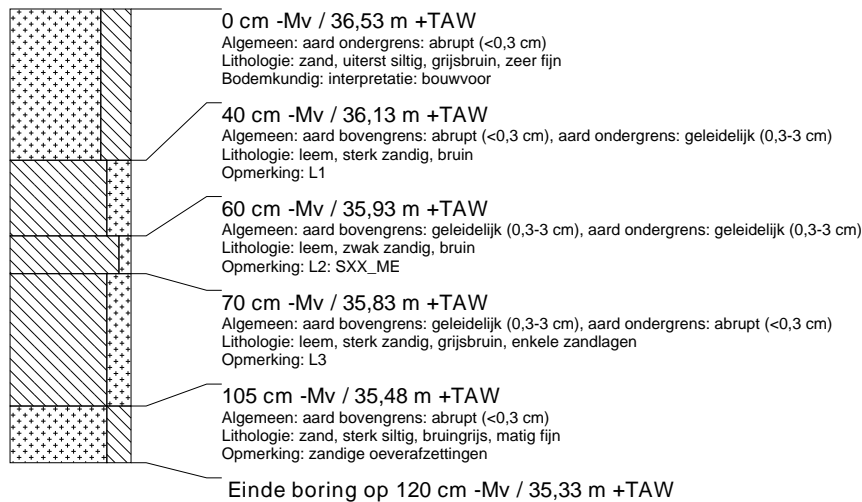 0 cm -Mv / 36,53 m +TAW
Algemeen: aard ondergrens: abrupt (<0,3 cm)
Lithologie: zand, uiterst siltig, grijsbruin, zeer fijn
Bodemkundig: interpretatie: bouwvoor
40 cm -Mv / 36,13 m +TAW
Algemeen: aard bovengrens: abrupt (<0,3 cm), aard ondergrens: geleidelijk (0,3-3 cm)
Lithologie: leem, sterk zandig, bruin
Opmerking: L1
60 cm -Mv / 35,93 m +TAW
Algemeen: aard bovengrens: geleidelijk (0,3-3 cm), aard ondergrens: geleidelijk (0,3-3 cm)
Lithologie: leem, zwak zandig, bruin
Opmerking: L2: SXX_ME
70 cm -Mv / 35,83 m +TAW
Algemeen: aard bovengrens: geleidelijk (0,3-3 cm), aard ondergrens: abrupt (<0,3 cm)
Lithologie: leem, sterk zandig, grijsbruin, enkele zandlagen
Opmerking: L3
105 cm -Mv / 35,48 m +TAW
Algemeen: aard bovengrens: abrupt (<0,3 cm)
Lithologie: zand, sterk siltig, bruingrijs, matig fijn
Opmerking: zandige oeverafzettingen
Einde boring op 120 cm -Mv / 35,33 m +TAW